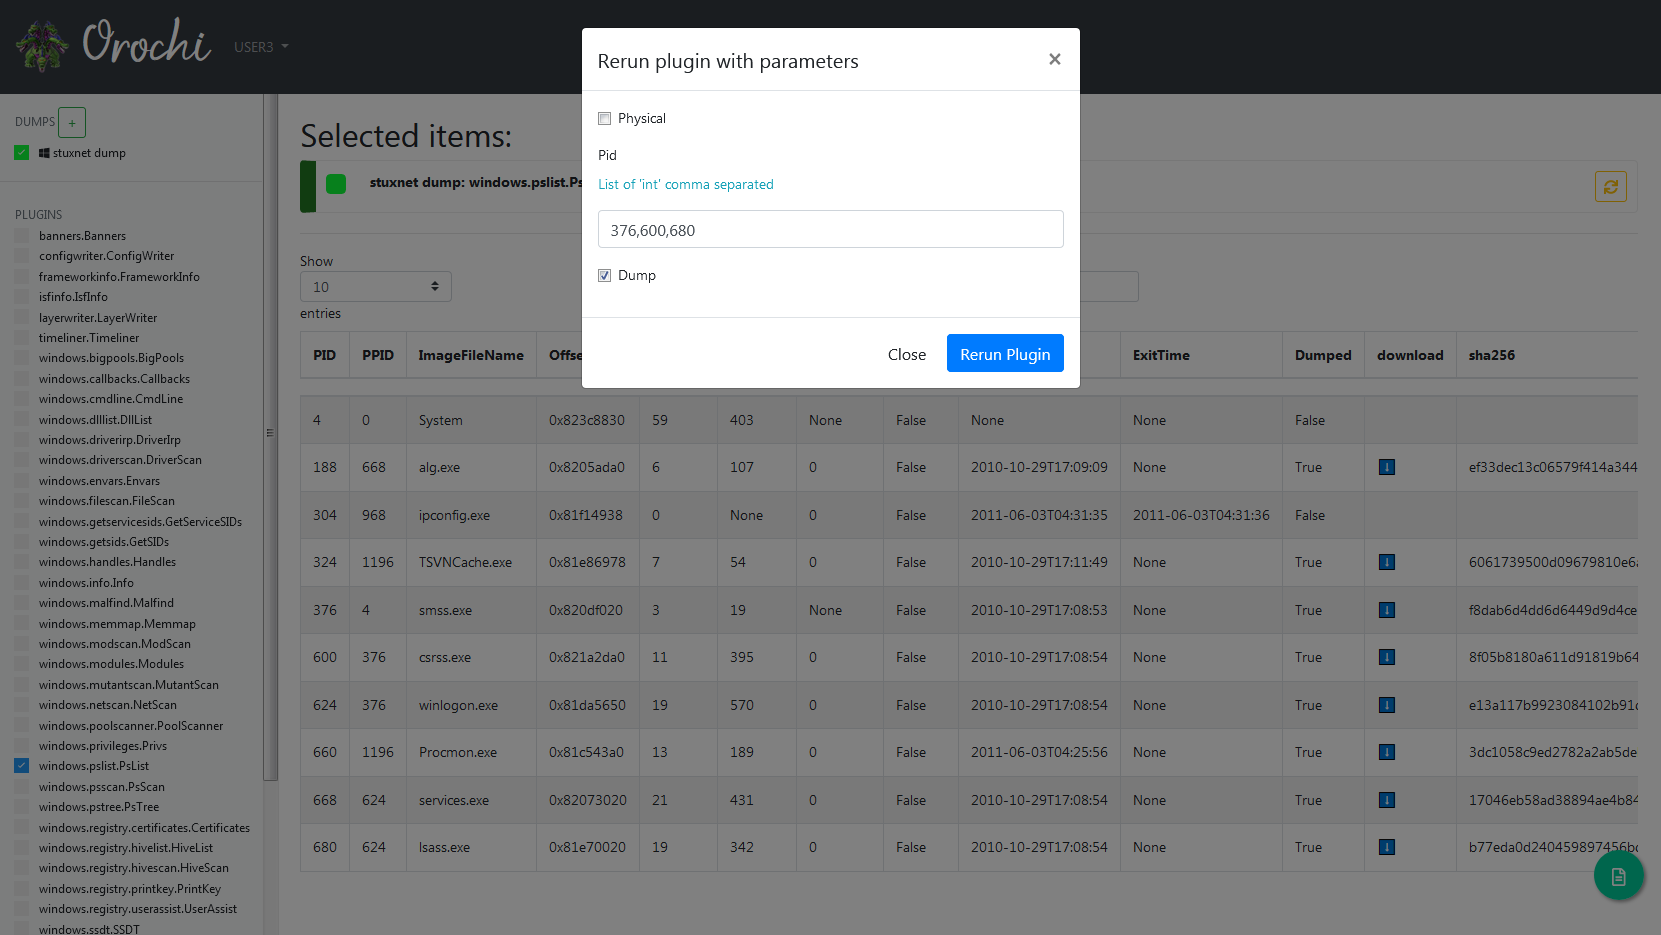 Orochi
USER3
Rerun plugin with parameters
×
Physical
Pid
List of 'int' comma separated
376,600,680
Dump
Close
Rerun Plugin
DUMPS +
stuxnet dump
PLUGINS
banners.Banners
configwriter.ConfigWriter
frameworkinfo.FrameworkInfo
isfinfo.IsfInfo
layerwriter.LayerWriter
timeliner.Timeliner
windows.bigpools.BigPools
windows.callbacks.Callbacks
windows.cmdline.CmdLine
windows.dlllist.DllList
windows.driverirp.DriverIrp
windows.driverscan.DriverScan
windows.envars.Envars
windows.filescan.FileScan
windows.getservicesids.GetServiceSIDs
windows.getsids.GetSIDs
windows.handles.Handles
windows.info.Info
windows.malfind.Malfind
windows.memmap.Memmap
windows.modscan.ModScan
windows.modules.Modules
windows.mutantscan.MutantScan
windows.netscan.NetScan
windows.poolscanner.PoolScanner
windows.privileges.Privs
windows.pslist.PsList
windows.psscan.PsScan
windows.pstree.PsTree
windows.registry.certificates.Certificates
windows.registry.hivelist.HiveList
windows.registry.hivescan.HiveScan
windows.registry.printkey.PrintKey
windows.registry.userassist.UserAssist
windows.ssdt.SSDT
Selected items:
stuxnet dump: windows.pslist.Ps
Show
10
entries
PID PPID ImageFileName Offse ExitTime Dumped download sha256
4 0 System 0x823c8830 59 403 None False None None False
188 668 alg.exe 0x8205ada0 6 107 0 False 2010-10-29T17:09:09 None True ef33dec13c06579f414a344
304 968 ipconfig.exe 0x81f14938 0 None 0 False 2011-06-03T04:31:35 2011-06-03T04:31:36 False
324 1196 TSVNCache.exe 0x81e86978 7 54 0 False 2010-10-29T17:11:49 None True 6061739500d09679810e6
376 4 smss.exe 0x820df020 3 19 None False 2010-10-29T17:08:53 None True f8dab6d4dd6d6449d9d4ce
600 376 csrss.exe 0x821a2da0 11 395 0 False 2010-10-29T17:08:54 None True 8f05b8180a611d91819b64
624 376 winlogon.exe 0x81da5650 19 570 0 False 2010-10-29T17:08:54 None True e13a117b9923084102b91
660 1196 Procmon.exe 0x81c543a0 13 189 0 False 2011-06-03T04:25:56 None True 3dc1058c9ed2782a2ab5de
668 624 services.exe 0x82073020 21 431 0 False 2010-10-29T17:08:54 None True 17046eb58ad38894ae4b84
680 624 lsass.exe 0x81e70020 19 342 0 False 2010-10-29T17:08:54 None True b77eda0d240459897456b